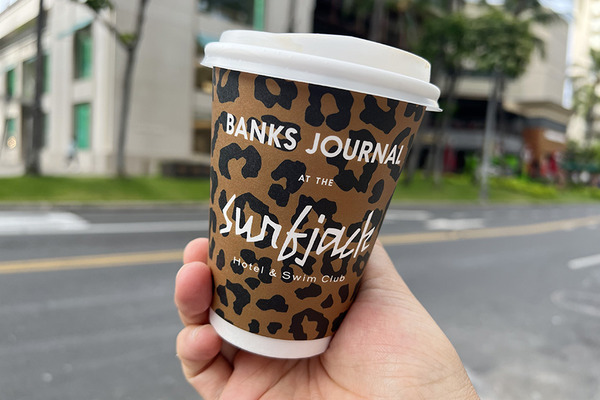 BANKS JOURNAL
AT THE
Surfjack
Hotel & Swim Club